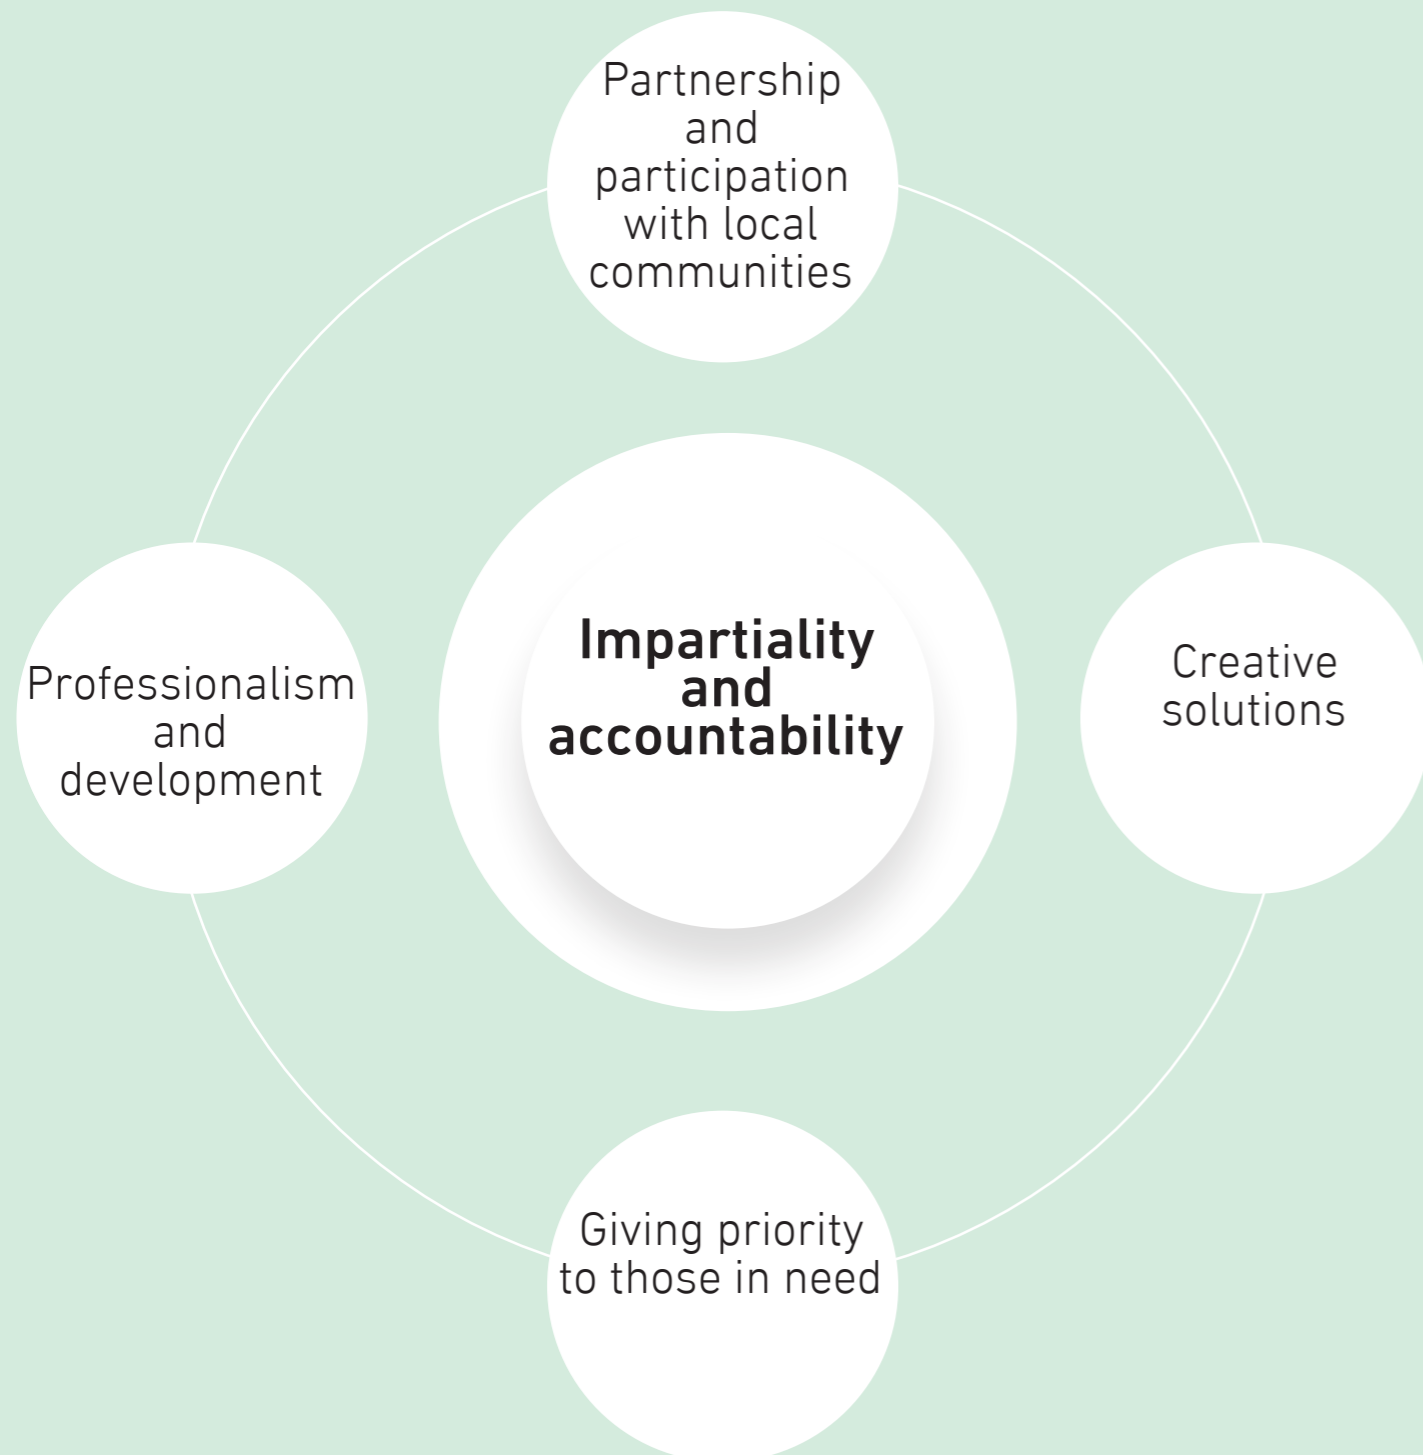 Partnership
and
participation
with local
communities
Impartiality
and
accountability
Professionalism
and
development
Creative
solutions
Giving priority
to those in need